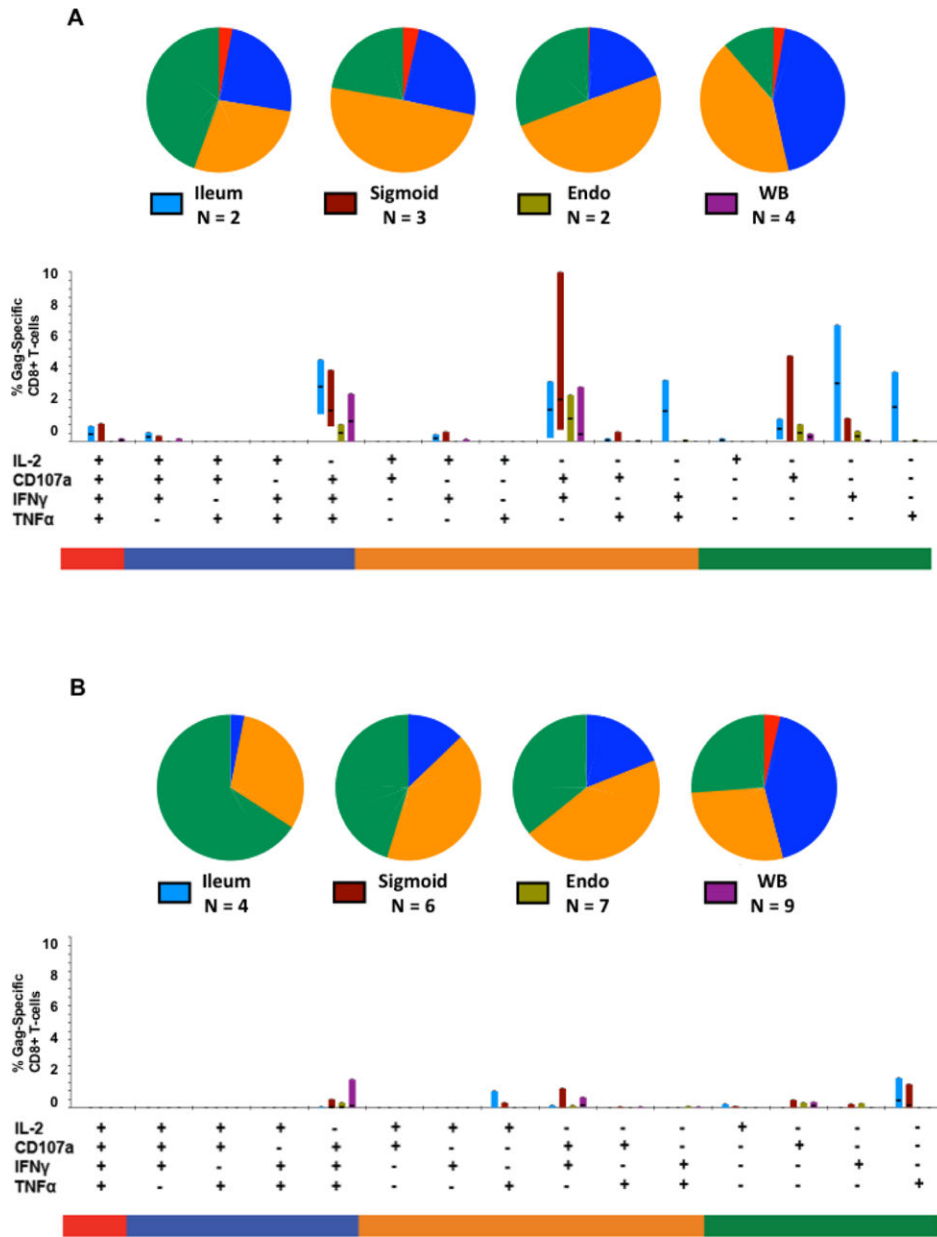 A
Ileum
N = 2
Sigmoid
N = 3
Endo
N = 2
WB
N = 4
% Gag-Specific
CD8+ T-cells
10
8
6
4
2
0
IL-2 + + + + - + + + - - - + - - -
CD107a + + + - + + - - + + - - + - -
IFNγ + + - + + - + - + - + - - + -
TNFα + - + + + - - + - + + - - - +
B
Ileum
N = 4
Sigmoid
N = 6
Endo
N = 7
WB
N = 9
% Gag-Specific
CD8+ T-cells
10
8
6
4
2
0
IL-2 + + + + - + + + - - - + - - -
CD107a + + + - + + - - + + - - + - -
IFNγ + + - + + - + - + - + - - + -
TNFα + - + + + - - + - + + - - - +